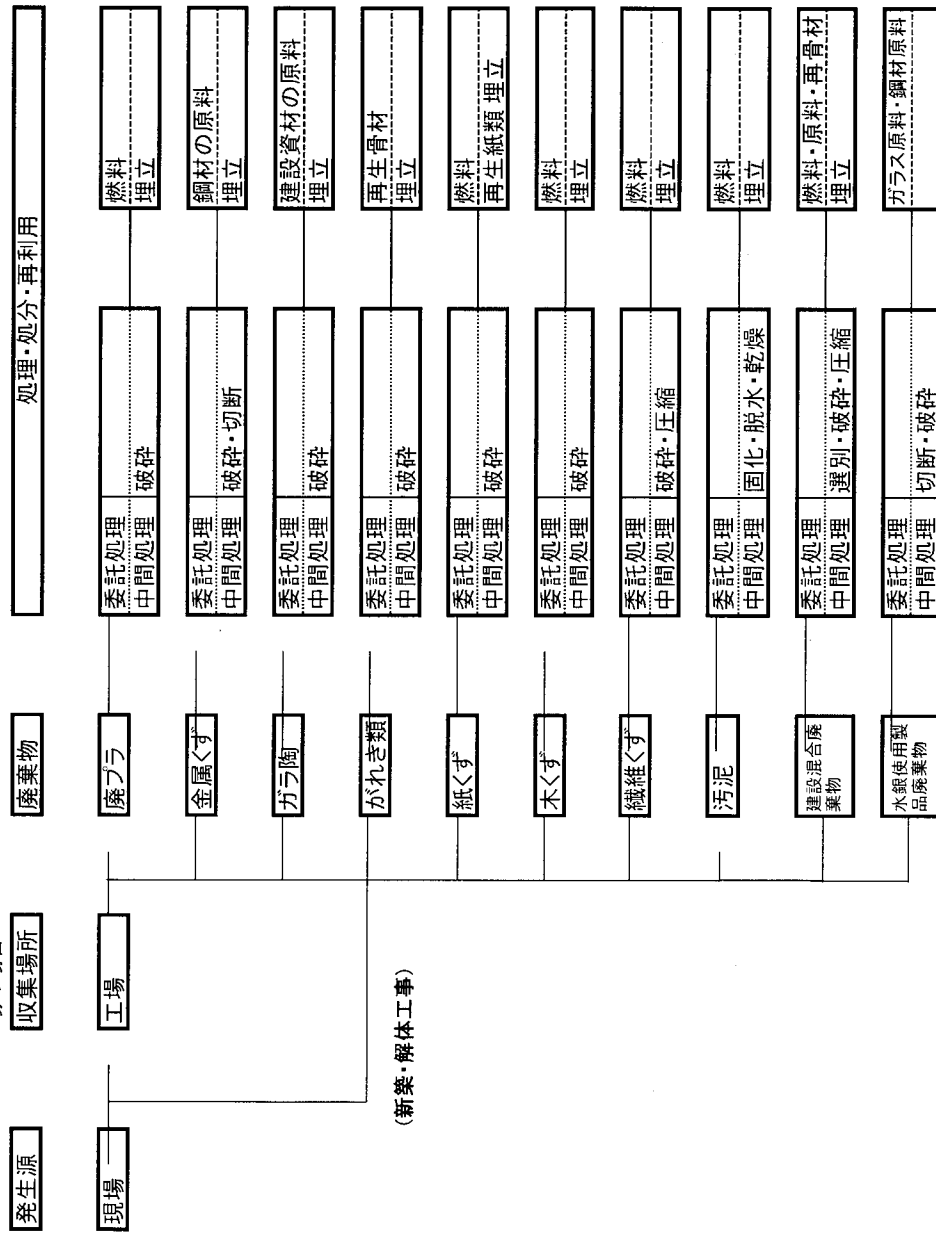 発生源
収集場所
廃棄物
処理・処分・再利用
現場
工場
廃プラ
委託処理
中間処理 破砕
燃料
埋立
金属くず
委託処理
中間処理 破砕・切断
鋼材の原料
埋立
ガラ陶
委託処理
中間処理 破砕
建設資材の原料
埋立
がれき類
委託処理
中間処理 破砕
再生骨材
埋立
紙くず
委託処理
中間処理 破砕
燃料
再生紙類 埋立
木くず
委託処理
中間処理 破砕
燃料
埋立
繊維くず
委託処理
中間処理 破砕・圧縮
燃料
埋立
汚泥
委託処理
中間処理 固化・脱水・乾燥
燃料
埋立
建設混合廃
棄物
委託処理
中間処理 選別・破砕・圧縮
燃料・原料・再骨材
埋立
水銀使用製
品廃棄物
委託処理
中間処理 切断・破砕
ガラス原料・鋼材原料
(新築・解体工事)